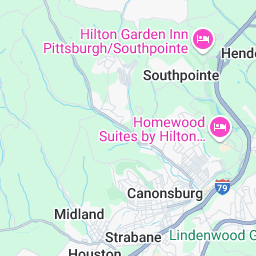 Hilton Garden Inn
Pittsburgh/Southpointe
Hende
Southpointe
Homewood
Suites by Hilton...
79
Canonsburg
Midland
Strabane
Lindenwood G
Houston